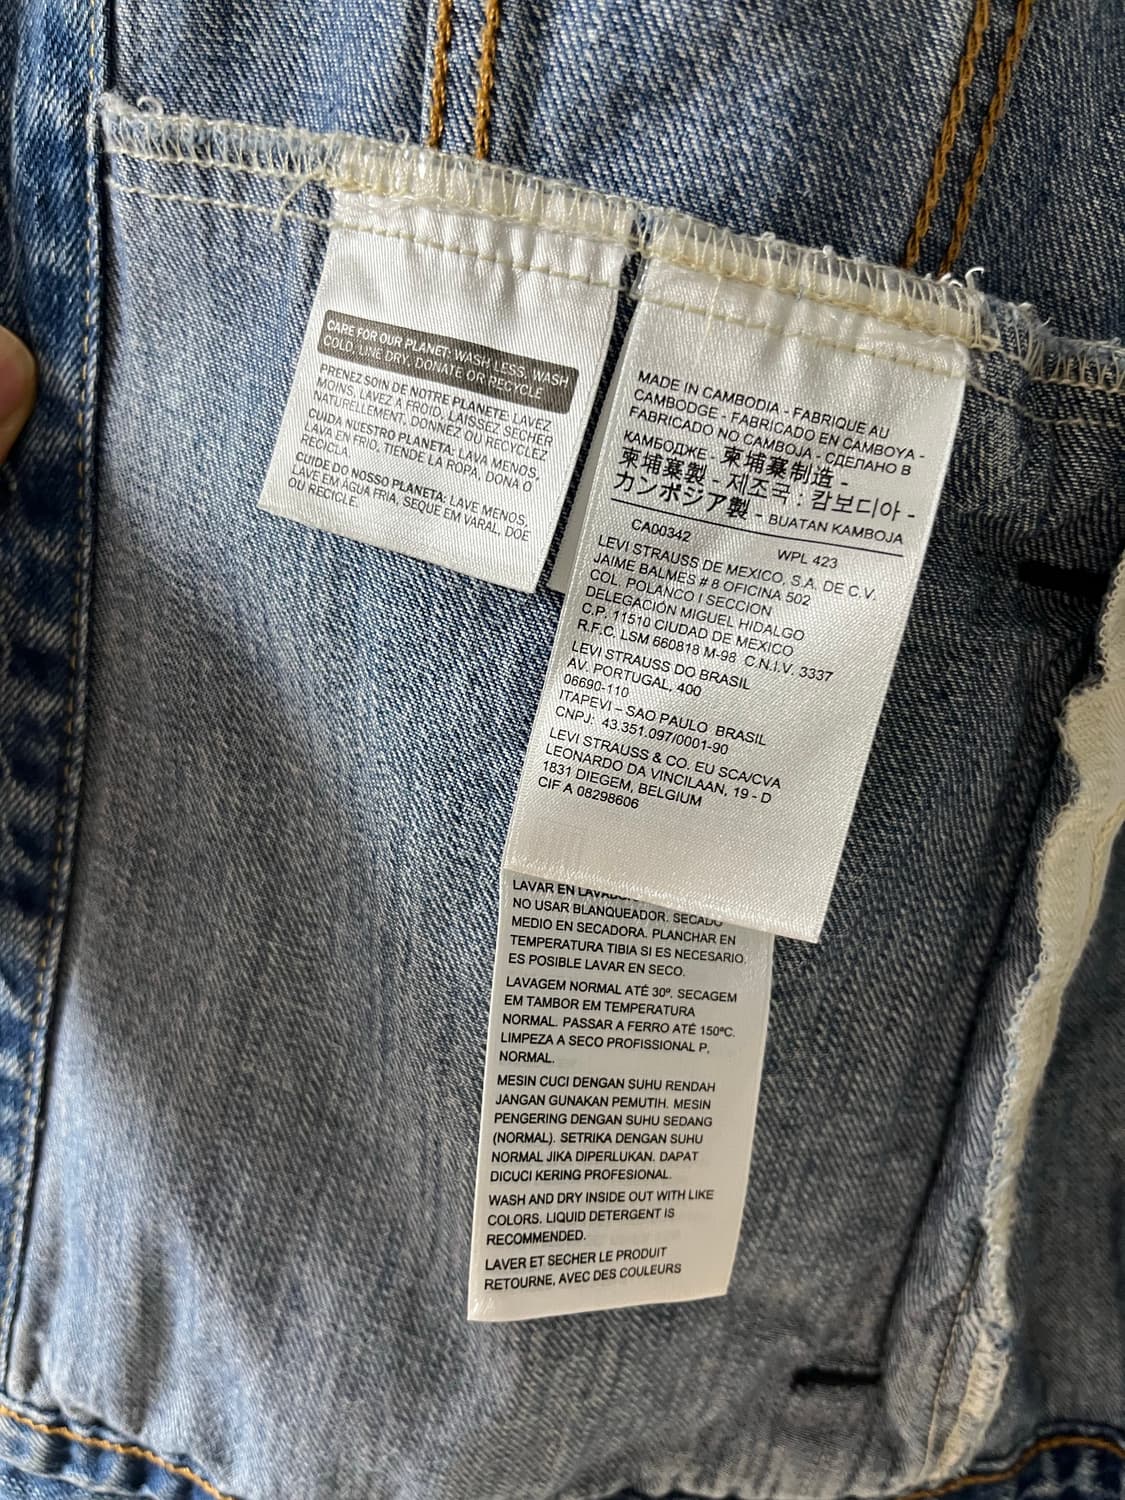 CARE FOR OUR PLANET: WASH LESS, WASH
COLD, LINE DRY, DONATE OR RECYCLE
PRENEZ SOIN DE NOTRE PLANETE: LAVEZ
MOINS, LAVEZ A FROID, LAISSEZ SECHER
NATURELLEMENT, DONNEZ OU RECYCLEZ
CUIDA NUESTRO PLANETA: LAVA MENOS,
LAVA EN FRIO, TIENDE LA ROPA, DONA O
RECICLA.
CUIDE DO NOSSO PLANETA: LAVE MENOS,
LAVE EM ÁGUA FRIA, SEQUE EM VARAL, DOE
OU RECICLE.
MADE IN CAMBODIA - FABRIQUE AU
CAMBODGE - FABRICADO EN CAMBOYA -
FABRICADO NO CAMBOJA - СДЕЛАНО В
КАМБОДЖЕ - 柬埔寨制造 -
柬埔寨製 - 제조국 : 캄보디아 -
カンボジア製 - BUATAN KAMBOJA
CA00342 WPL 423
LEVI STRAUSS DE MEXICO, S.A. DE C.V.
JAIME BALMES # 8 OFICINA 502
COL. POLANCO I SECCION
DELEGACIÓN MIGUEL HIDALGO
C.P. 11510 CIUDAD DE MEXICO
R.F.C. LSM 660818 M-98 C.N.I.V. 3337
LEVI STRAUSS DO BRASIL
AV. PORTUGAL, 400
06690-110
ITAPEVI – SAO PAULO BRASIL
CNPJ: 43.351.097/0001-90
LEVI STRAUSS & CO. EU SCA/CVA
LEONARDO DA VINCILAAN, 19 - D
1831 DIEGEM, BELGIUM
CIF A 08298606
LAVAR EN
NO USAR BLANQUEADOR. SECADO
MEDIO EN SECADORA. PLANCHAR EN
TEMPERATURA TIBIA SI ES NECESARIO.
ES POSIBLE LAVAR EN SECO.
LAVAGEM NORMAL ATÉ 30º. SECAGEM
EM TAMBOR EM TEMPERATURA
NORMAL. PASSAR A FERRO ATÉ 150ºC.
LIMPEZA A SECO PROFISSIONAL P,
NORMAL.
MESIN CUCI DENGAN SUHU RENDAH
JANGAN GUNAKAN PEMUTIH. MESIN
PENGERING DENGAN SUHU SEDANG
(NORMAL). SETRIKA DENGAN SUHU
NORMAL JIKA DIPERLUKAN. DAPAT
DICUCI KERING PROFESIONAL.
WASH AND DRY INSIDE OUT WITH LIKE
COLORS. LIQUID DETERGENT IS
RECOMMENDED.
LAVER ET SECHER LE PRODUIT
RETOURNE, AVEC DES COULEURS